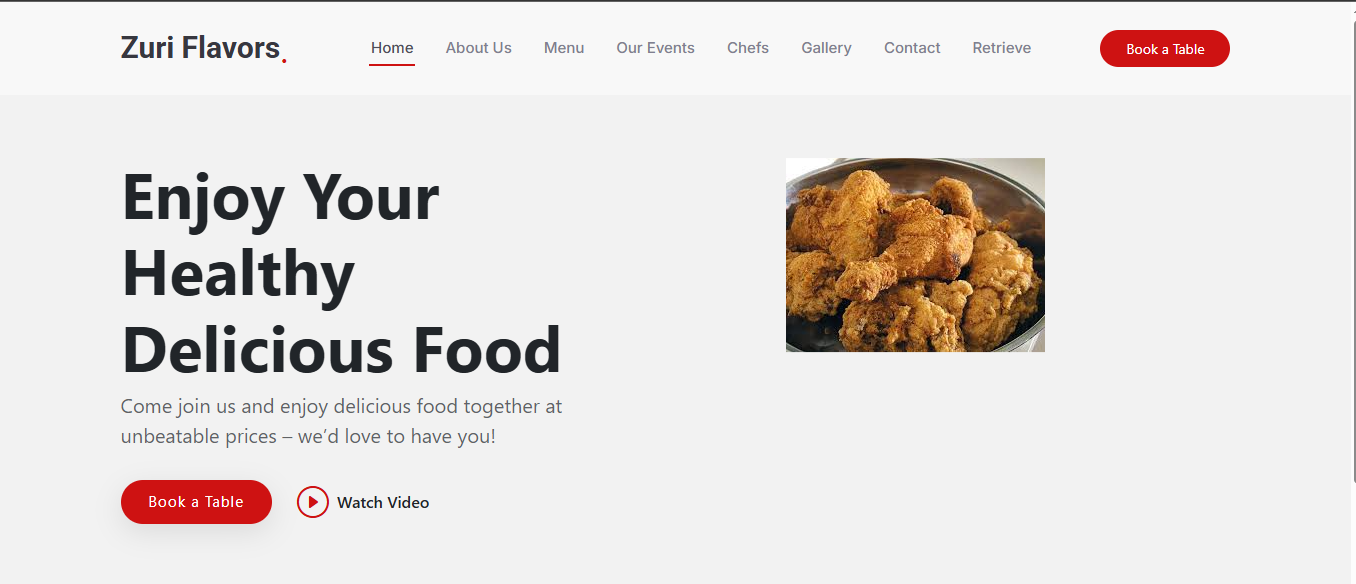 Zuri Flavors.
Home About Us Menu Our Events Chefs Gallery Contact Retrieve
Book a Table
Enjoy Your
Healthy
Delicious Food
Come join us and enjoy delicious food together at
unbeatable prices – we’d love to have you!
Book a Table
Watch Video